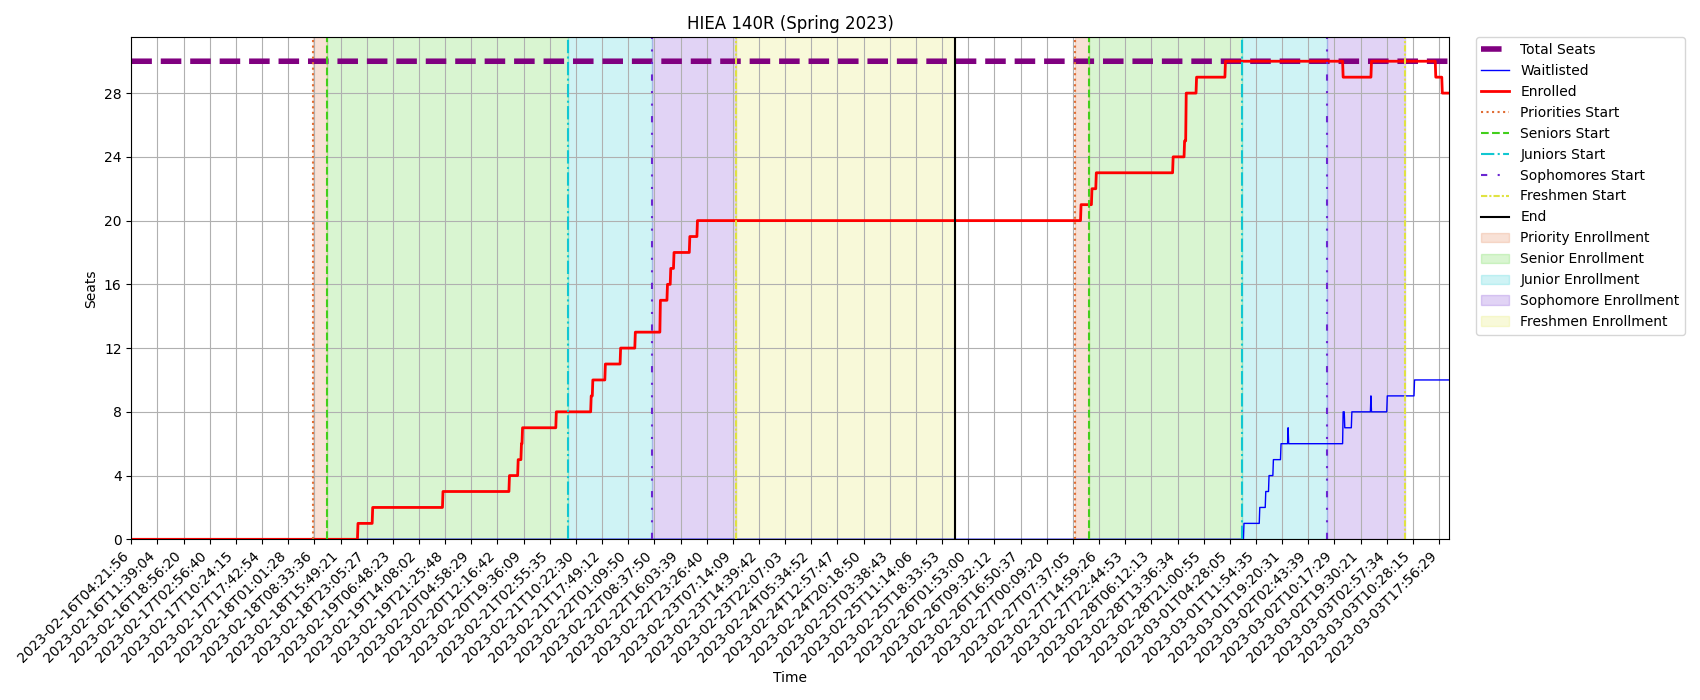 HIEA 140R (Spring 2023)
Total Seats
Waitlisted
Enrolled
Priorities Start
Seniors Start
Juniors Start
Sophomores Start
Freshmen Start
End
Priority Enrollment
Senior Enrollment
Junior Enrollment
Sophomore Enrollment
Freshmen Enrollment
Seats
28
24
20
16
12
8
4
0
2023-02-16T04:21:56
2023-02-16T11:39:04
2023-02-16T18:56:20
2023-02-17T02:56:40
2023-02-17T10:24:15
2023-02-17T17:42:54
2023-02-18T01:01:28
2023-02-18T08:33:36
2023-02-18T15:49:21
2023-02-18T23:05:27
2023-02-19T06:48:23
2023-02-19T14:08:02
2023-02-19T21:25:48
2023-02-20T04:58:29
2023-02-20T12:16:42
2023-02-20T19:36:09
2023-02-21T02:55:35
2023-02-21T10:22:30
2023-02-21T17:49:12
2023-02-22T01:09:50
2023-02-22T08:37:50
2023-02-22T16:03:39
2023-02-22T23:26:40
2023-02-23T07:14:09
2023-02-23T14:39:42
2023-02-23T22:07:03
2023-02-24T05:34:52
2023-02-24T12:57:47
2023-02-24T20:18:50
2023-02-25T03:38:43
2023-02-25T11:14:06
2023-02-25T18:33:53
2023-02-26T01:53:00
2023-02-26T09:32:12
2023-02-26T16:50:37
2023-02-27T00:09:20
2023-02-27T07:37:05
2023-02-27T14:59:26
2023-02-27T22:44:53
2023-02-28T06:12:13
2023-02-28T13:36:34
2023-02-28T21:00:55
2023-03-01T04:28:05
2023-03-01T11:54:35
2023-03-01T19:20:31
2023-03-02T02:43:39
2023-03-02T10:17:29
2023-03-02T19:30:21
2023-03-03T02:57:34
2023-03-03T10:28:15
2023-03-03T17:56:29
Time